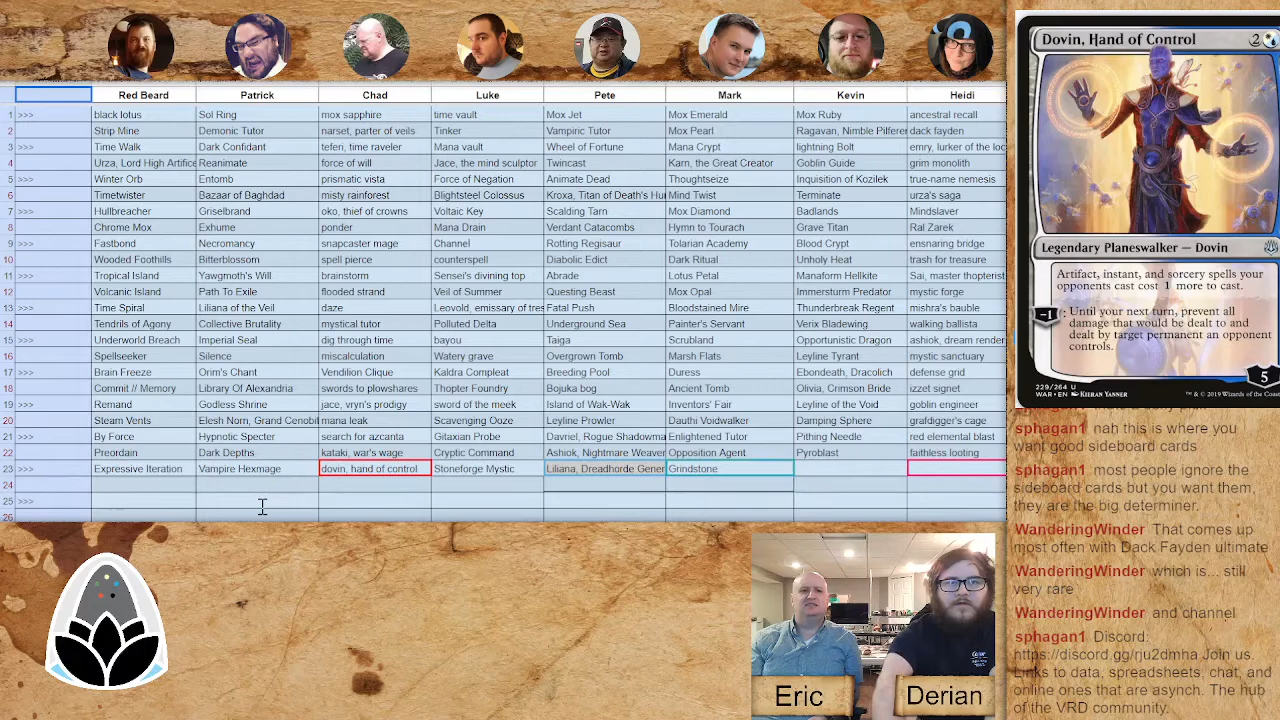 Red Beard Patrick Chad Luke Pete Mark Kevin Heidi
1 >>> black lotus Sol Ring mox sapphire time vault Mox Jet Mox Emerald Mox Ruby ancestral recall
2 Strip Mine Demonic Tutor narset, parter of veils Tinker Vampiric Tutor Mox Pearl Ragavan, Nimble Pilferer dack fayden
3 >>> Time Walk Dark Confidant teferi, time raveler Mana vault Wheel of Fortune Mana Crypt lightning Bolt emry, lurker of the loc
4 Urza, Lord High Artifice Reanimate force of will Jace, the mind sculptor Twincast Karn, the Great Creator Goblin Guide grim monolith
5 >>> Winter Orb Entomb prismatic vista Force of Negation Animate Dead Thoughtseize Inquisition of Kozilek true-name nemesis
6 Timetwister Bazaar of Baghdad misty rainforest Blightsteel Colossus Kroxa, Titan of Death's Hu Mind Twist Terminate urza's saga
7 >>> Hullbreacher Griselbrand oko, thief of crowns Voltaic Key Scalding Tarn Mox Diamond Badlands Mindslaver
8 Chrome Mox Exhume ponder Mana Drain Verdant Catacombs Hymn to Tourach Grave Titan Ral Zarek
9 >>> Fastbond Necromancy snapcaster mage Channel Rotting Regisaur Tolarian Academy Blood Crypt ensnaring bridge
10 Wooded Foothills Bitterblossom spell pierce counterspell Diabolic Edict Dark Ritual Unholy Heat trash for treasure
11 >>> Tropical Island Yawgmoth's Will brainstorm Sensei's divining top Abrade Lotus Petal Manaform Hellkite Sai, master thopterist
12 Volcanic Island Path To Exile flooded strand Veil of Summer Questing Beast Mox Opal Immersturm Predator mystic forge
13 >>> Time Spiral Liliana of the Veil daze Leovold, emissary of tres Fatal Push Bloodstained Mire Thunderbreak Regent mishra's bauble
14 Tendrils of Agony Collective Brutality mystical tutor Polluted Delta Underground Sea Painter's Servant Verix Bladewing walking ballista
15 >>> Underworld Breach Imperial Seal dig through time bayou Taiga Scrubland Opportunistic Dragon ashiok, dream render
16 Spellseeker Silence miscalculation Watery grave Overgrown Tomb Marsh Flats Leyline Tyrant mystic sanctuary
17 >>> Brain Freeze Orim's Chant Vendilion Clique Kaldra Compleat Breeding Pool Duress Ebondeath, Dracolich defense grid
18 Commit // Memory Library Of Alexandria swords to plowshares Thopter Foundry Bojuka bog Ancient Tomb Olivia, Crimson Bride izzet signet
19 >>> Remand Godless Shrine jace, vryn's prodigy sword of the meek Island of Wak-Wak Inventors' Fair Leyline of the Void goblin engineer
20 Steam Vents Elesh Norn, Grand Cenobit mana leak Scavenging Ooze Leyline Prowler Dauthi Voidwalker Damping Sphere grafdigger's cage
21 >>> By Force Hypnotic Specter search for azcanta Gitaxian Probe Davriel, Rogue Shadowma Enlightened Tutor Pithing Needle red elemental blast
22 Preordain Dark Depths kataki, war's wage Cryptic Command Ashiok, Nightmare Weaver Opposition Agent Pyroblast faithless looting
23 >>> Expressive Iteration Vampire Hexmage dovin, hand of control Stoneforge Mystic Liliana, Dreadhorde Gener Grindstone
24
25 >>>
26
Dovin, Hand of Control 2
Legendary Planeswalker — Dovin
Artifact, instant, and sorcery spells your
opponents cast cost 1 more to cast.
−1 : Until your next turn, prevent all
damage that would be dealt to and
dealt by target permanent an opponent
controls.
5
229/264 U
WAR • EN KIERAN YANNER ™ & © 2019 Wizards of the Coast
sphagan1 nah this is where you
want good sideboard cards
sphagan1 most people ignore the
sideboard cards but you want them,
they are the big determiner.
WanderingWinder That comes up
most often with Dack Fayden ultimate
WanderingWinder which is... still
very rare
WanderingWinder and channel
sphagan1 Discord:
https://discord.gg/rju2dmha Join us.
Links to data, spreadsheets, chat, and
online ones that are asynch. The hub
of the VRD community.
Eric Derian